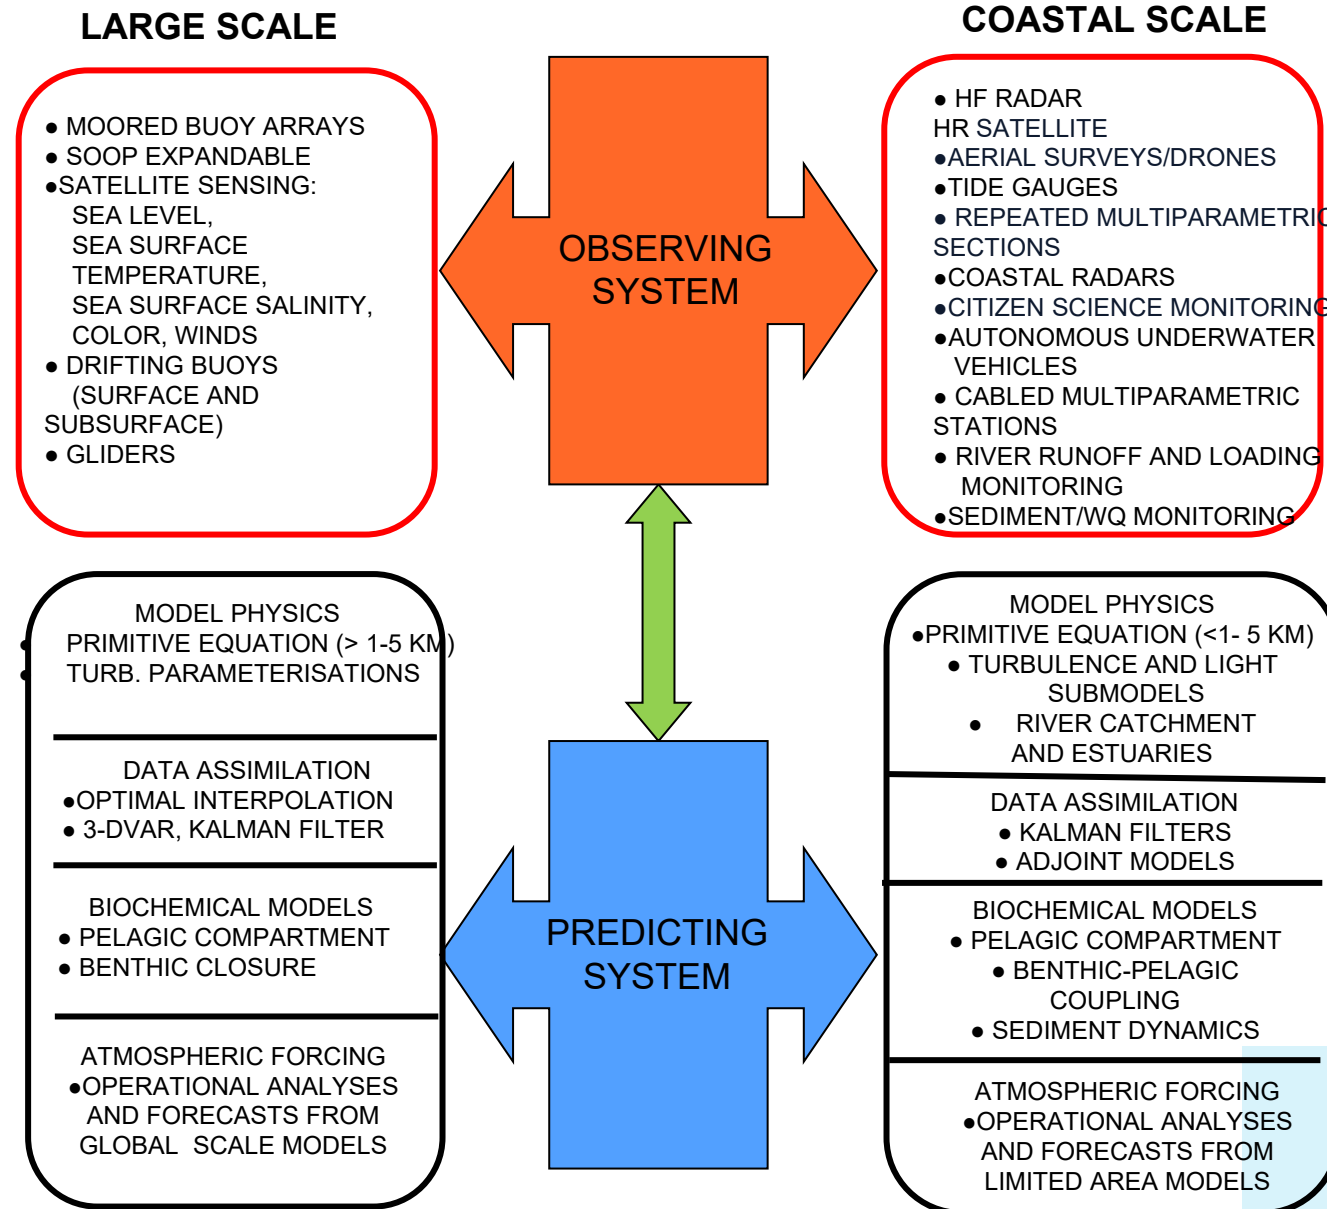 LARGE SCALE
● MOORED BUOY ARRAYS
● SOOP EXPANDABLE
●SATELLITE SENSING:
SEA LEVEL,
SEA SURFACE
TEMPERATURE,
SEA SURFACE SALINITY,
COLOR, WINDS
● DRIFTING BUOYS
(SURFACE AND
SUBSURFACE)
● GLIDERS
OBSERVING
SYSTEM
COASTAL SCALE
● HF RADAR
HR SATELLITE
●AERIAL SURVEYS/DRONES
●TIDE GAUGES
● REPEATED MULTIPARAMETRIC
SECTIONS
●COASTAL RADARS
●CITIZEN SCIENCE MONITORING
●AUTONOMOUS UNDERWATER
VEHICLES
● CABLED MULTIPARAMETRIC
STATIONS
● RIVER RUNOFF AND LOADING
MONITORING
●SEDIMENT/WQ MONITORING
MODEL PHYSICS
● PRIMITIVE EQUATION (> 1-5 KM)
● TURB. PARAMETERISATIONS
DATA ASSIMILATION
●OPTIMAL INTERPOLATION
● 3-DVAR, KALMAN FILTER
BIOCHEMICAL MODELS
● PELAGIC COMPARTMENT
● BENTHIC CLOSURE
ATMOSPHERIC FORCING
●OPERATIONAL ANALYSES
AND FORECASTS FROM
GLOBAL SCALE MODELS
PREDICTING
SYSTEM
MODEL PHYSICS
●PRIMITIVE EQUATION (<1- 5 KM)
● TURBULENCE AND LIGHT
SUBMODELS
● RIVER CATCHMENT
AND ESTUARIES
DATA ASSIMILATION
● KALMAN FILTERS
● ADJOINT MODELS
BIOCHEMICAL MODELS
● PELAGIC COMPARTMENT
● BENTHIC-PELAGIC
COUPLING
● SEDIMENT DYNAMICS
ATMOSPHERIC FORCING
●OPERATIONAL ANALYSES
AND FORECASTS FROM
LIMITED AREA MODELS